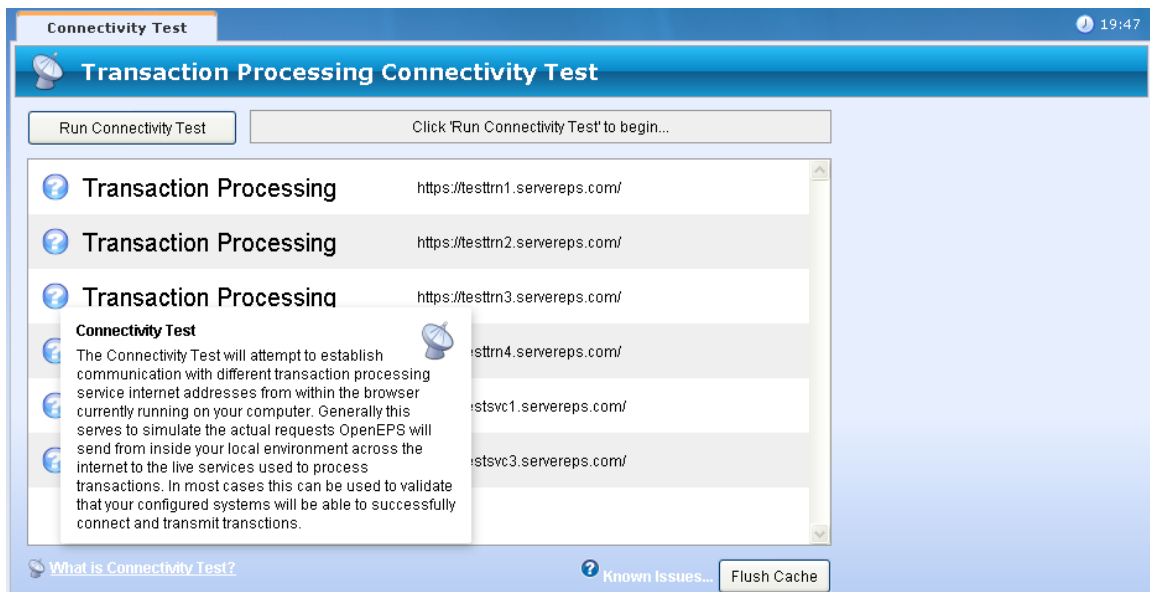 Connectivity Test
19:47
Transaction Processing Connectivity Test
Run Connectivity Test
Click 'Run Connectivity Test' to begin...
Transaction Processing
https://testtrn1.servereps.com/
Transaction Processing
https://testtrn2.servereps.com/
Transaction Processing
https://testtrn3.servereps.com/
sttrn4.servereps.com/
stsvc1.servereps.com/
stsvc3.servereps.com/
Connectivity Test
The Connectivity Test will attempt to establish
communication with different transaction processing
service internet addresses from within the browser
currently running on your computer. Generally this
serves to simulate the actual requests OpenEPS will
send from inside your local environment across the
internet to the live services used to process
transactions. In most cases this can be used to validate
that your configured systems will be able to successfully
connect and transmit transctions.
What is Connectivity Test?
Known Issues...
Flush Cache